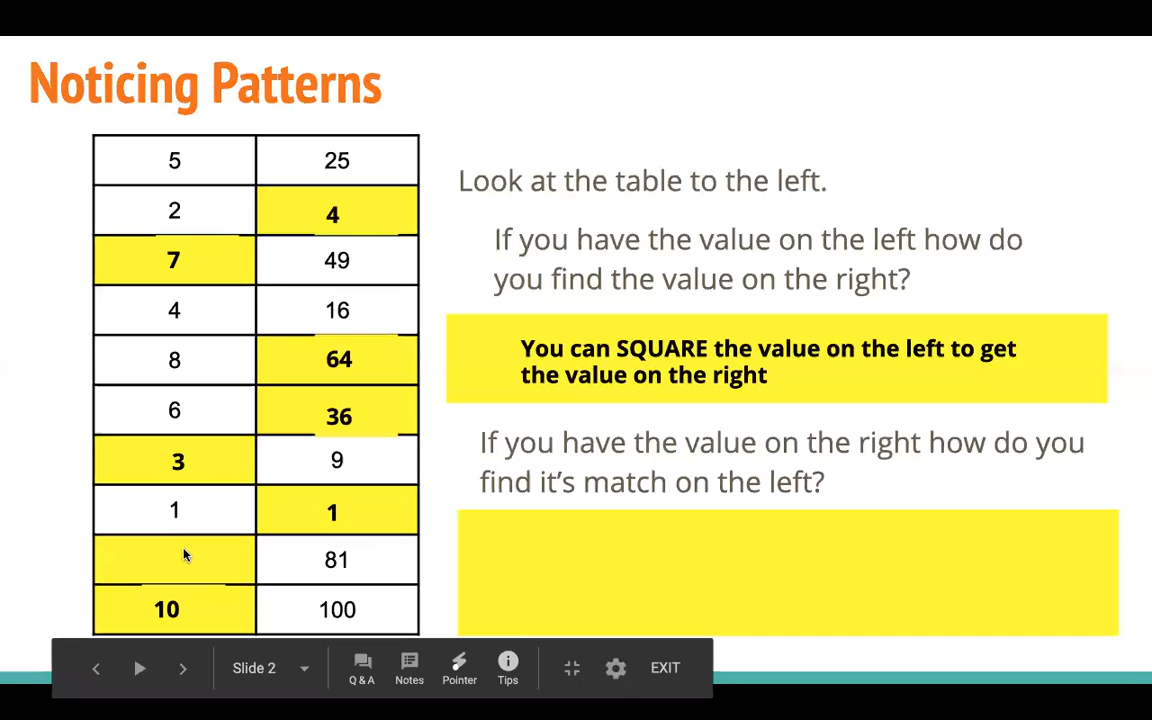 Noticing Patterns
5 25
2 4
7 49
4 16
8 64
6 36
3 9
1 1
81
10 100
Look at the table to the left.
If you have the value on the left how do
you find the value on the right?
You can SQUARE the value on the left to get
the value on the right
If you have the value on the right how do you
find it's match on the left?
Slide 2
Q & A
Notes
Pointer
Tips
EXIT